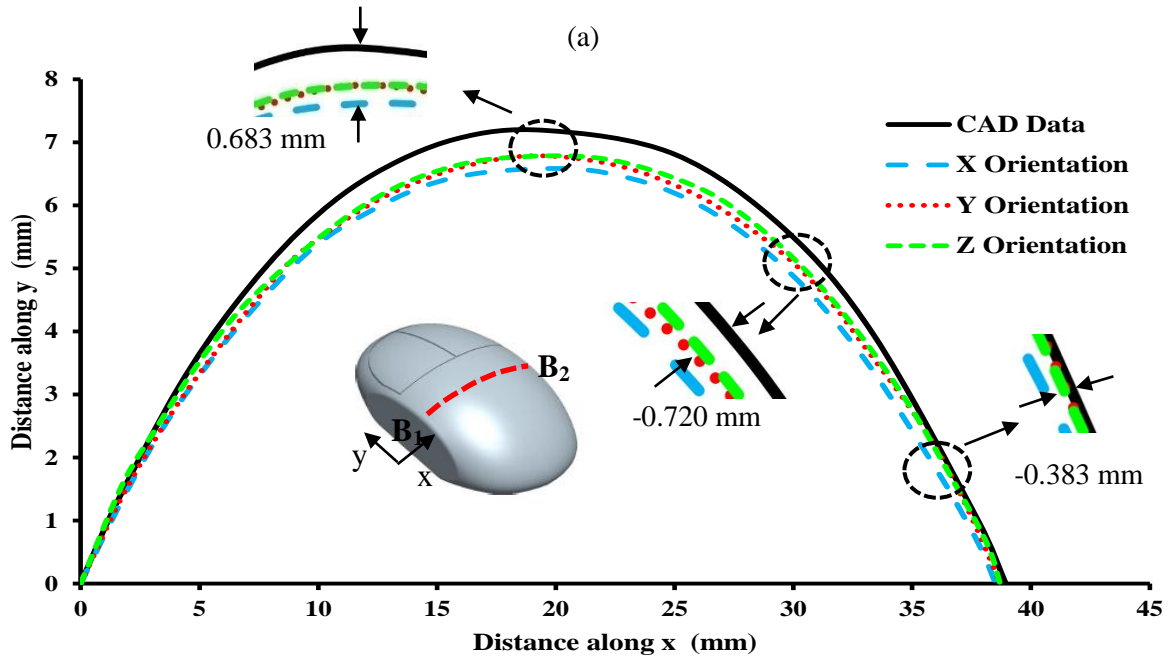 (a)
0.683 mm
CAD Data
X Orientation
Y Orientation
Z Orientation
8
7
6
5
4
3
2
1
0
Distance along y (mm)
B2
B1
y
x
-0.720 mm
-0.383 mm
0 5 10 15 20 25 30 35 40 45
Distance along x (mm)